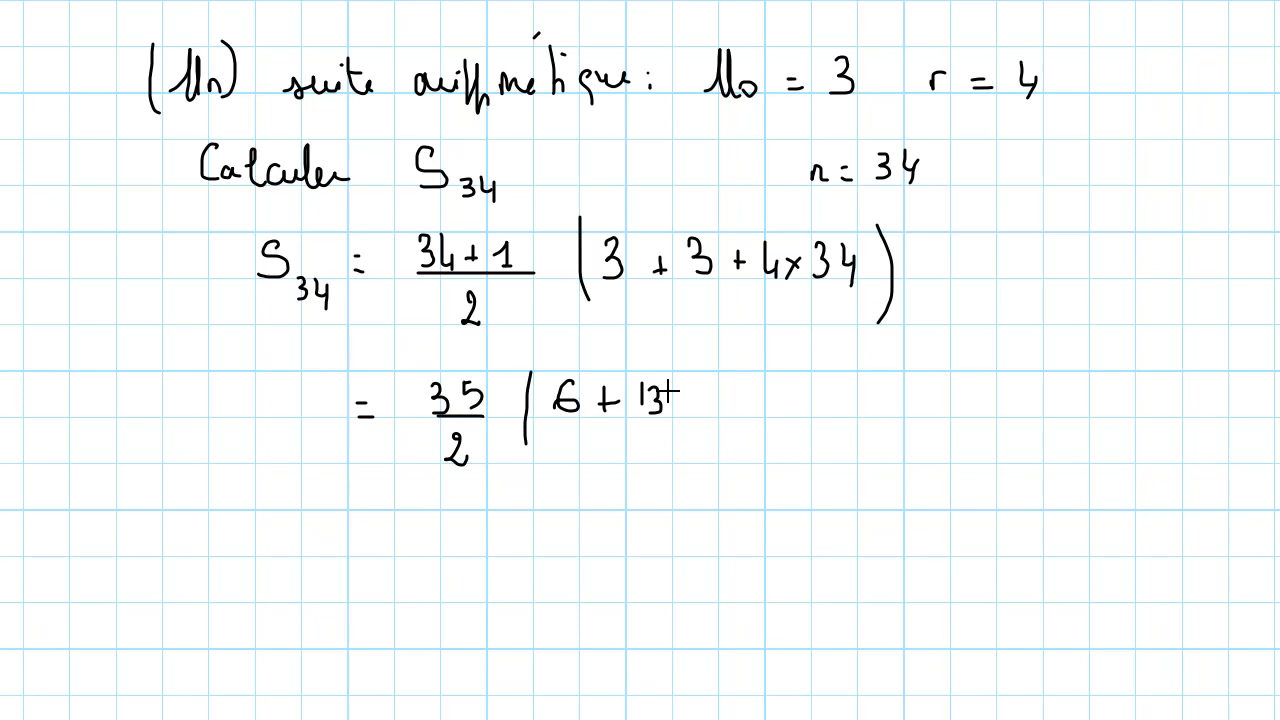 (Un) suite arithmétique : U0 = 3 r = 4
Calculer S34 n = 34
S34 = (34+1)/2 (3 + 3 + 4×34)
= 35/2 (6 + 13